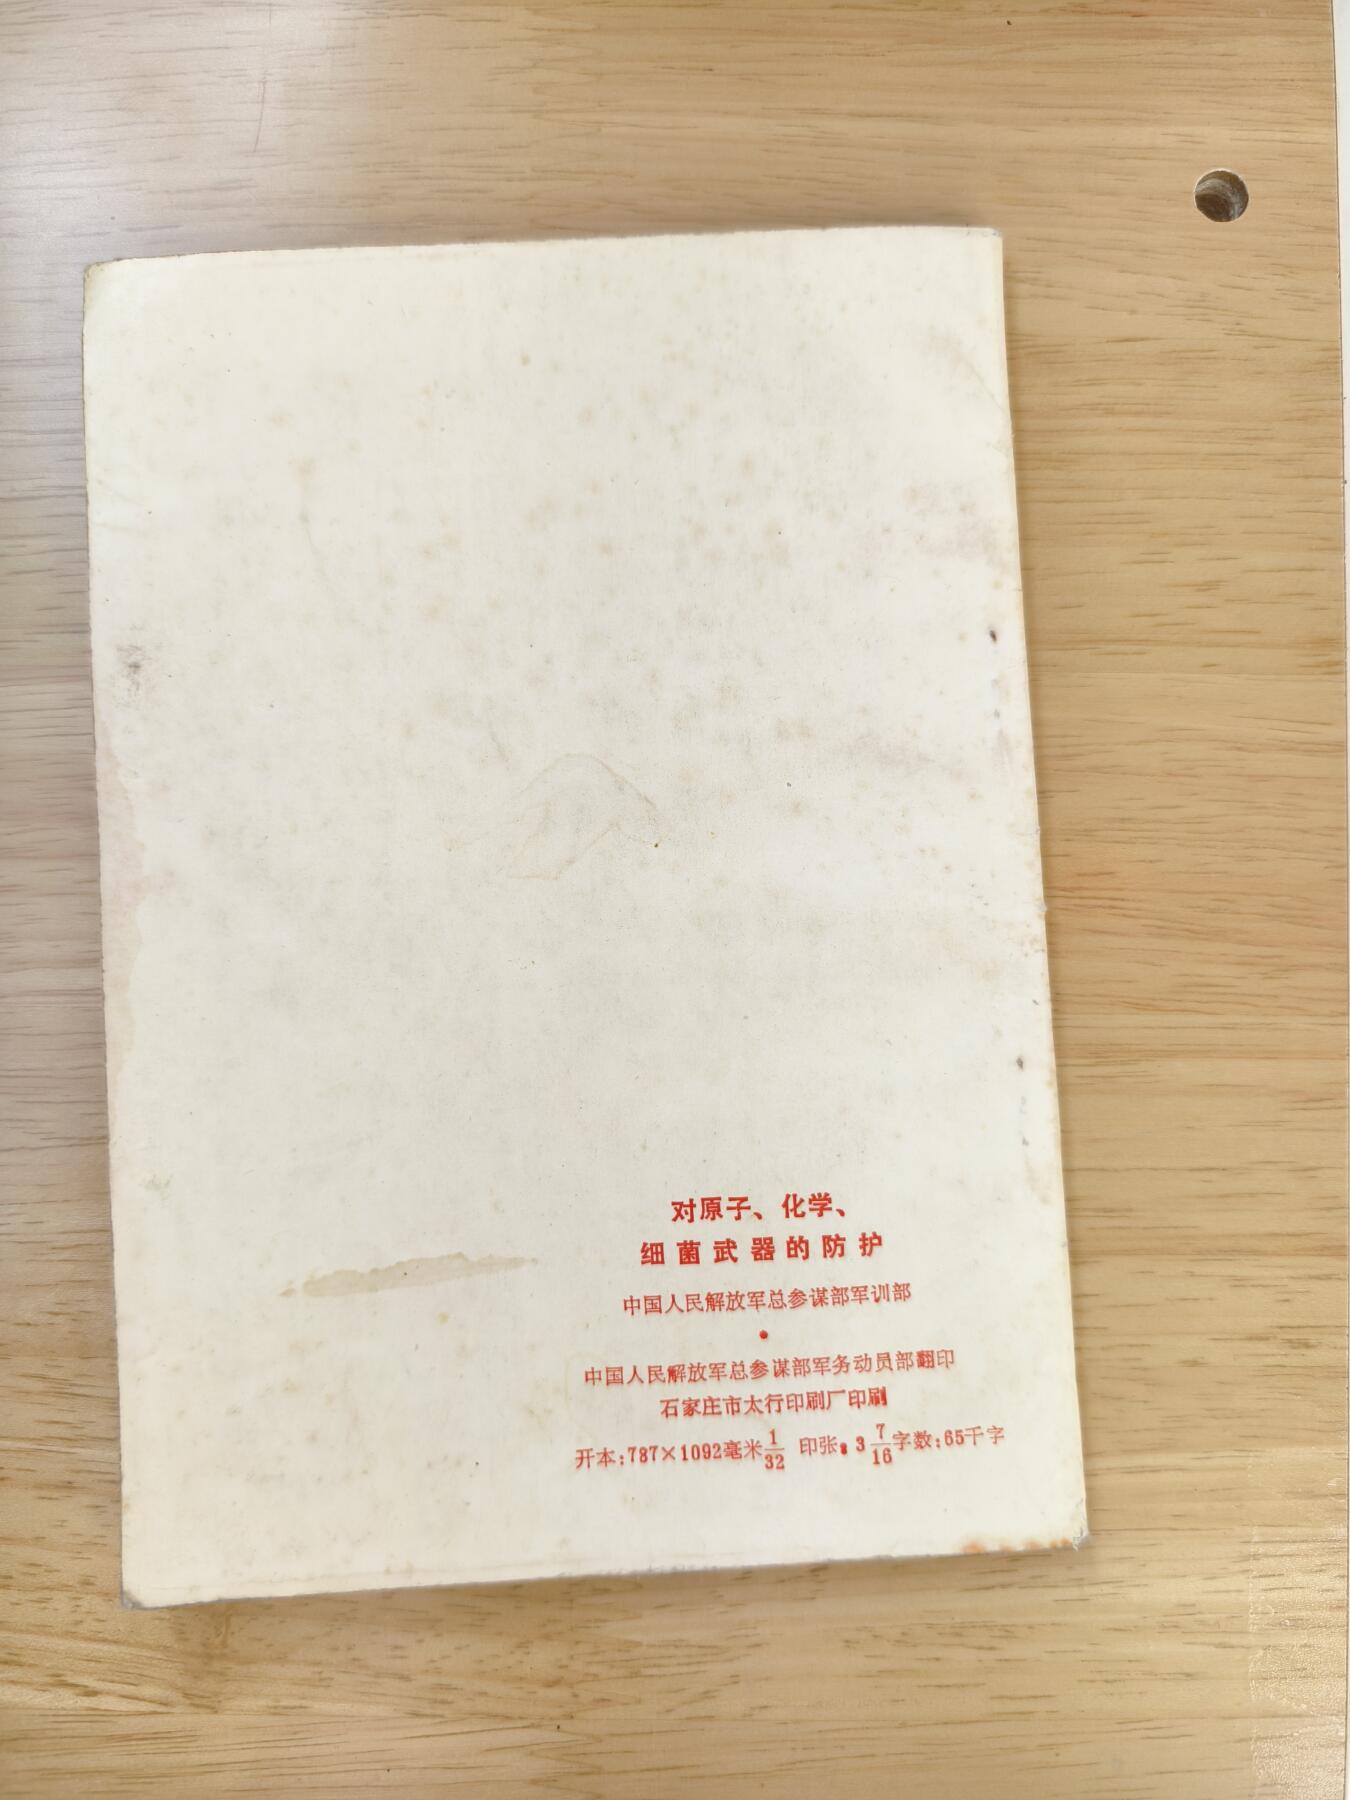 对原子、化学、
细菌武器的防护
中国人民解放军总参谋部军训部
•
中国人民解放军总参谋部军务动员部翻印
石家庄市太行印刷厂印刷
开本:787×1092毫米 1/32 印张: 3 7/16 字数:65千字